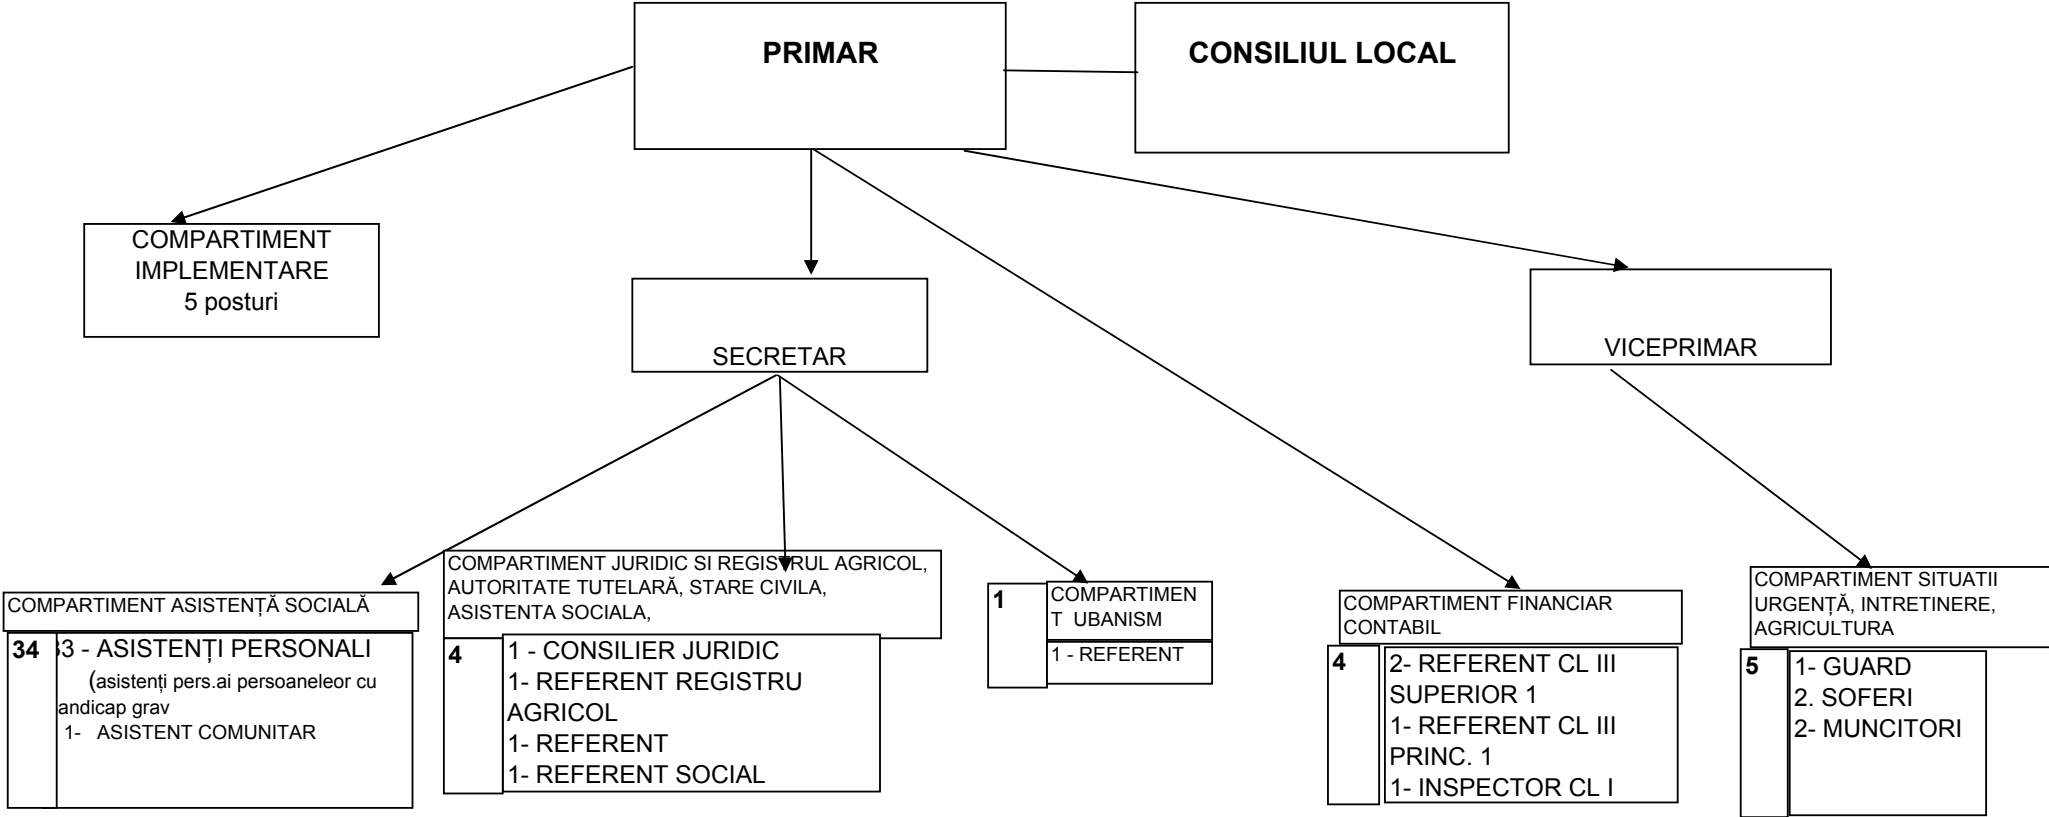 PRIMAR
CONSILIUL LOCAL
COMPARTIMENT
IMPLEMENTARE
5 posturi
SECRETAR
VICEPRIMAR
COMPARTIMENT ASISTENȚĂ SOCIALĂ
34
33 - ASISTENȚI PERSONALI
(asistenți pers.ai persoaneleor cu
andicap grav
1- ASISTENT COMUNITAR
COMPARTIMENT JURIDIC SI REGISTRUL AGRICOL,
AUTORITATE TUTELARĂ, STARE CIVILA,
ASISTENTA SOCIALA,
4
1 - CONSILIER JURIDIC
1- REFERENT REGISTRU
AGRICOL
1- REFERENT
1- REFERENT SOCIAL
1
COMPARTIMEN
T UBANISM
1 - REFERENT
COMPARTIMENT FINANCIAR
CONTABIL
4
2- REFERENT CL III
SUPERIOR 1
1- REFERENT CL III
PRINC. 1
1- INSPECTOR CL I
COMPARTIMENT SITUATII
URGENȚĂ, INTRETINERE,
AGRICULTURA
5
1- GUARD
2. SOFERI
2- MUNCITORI